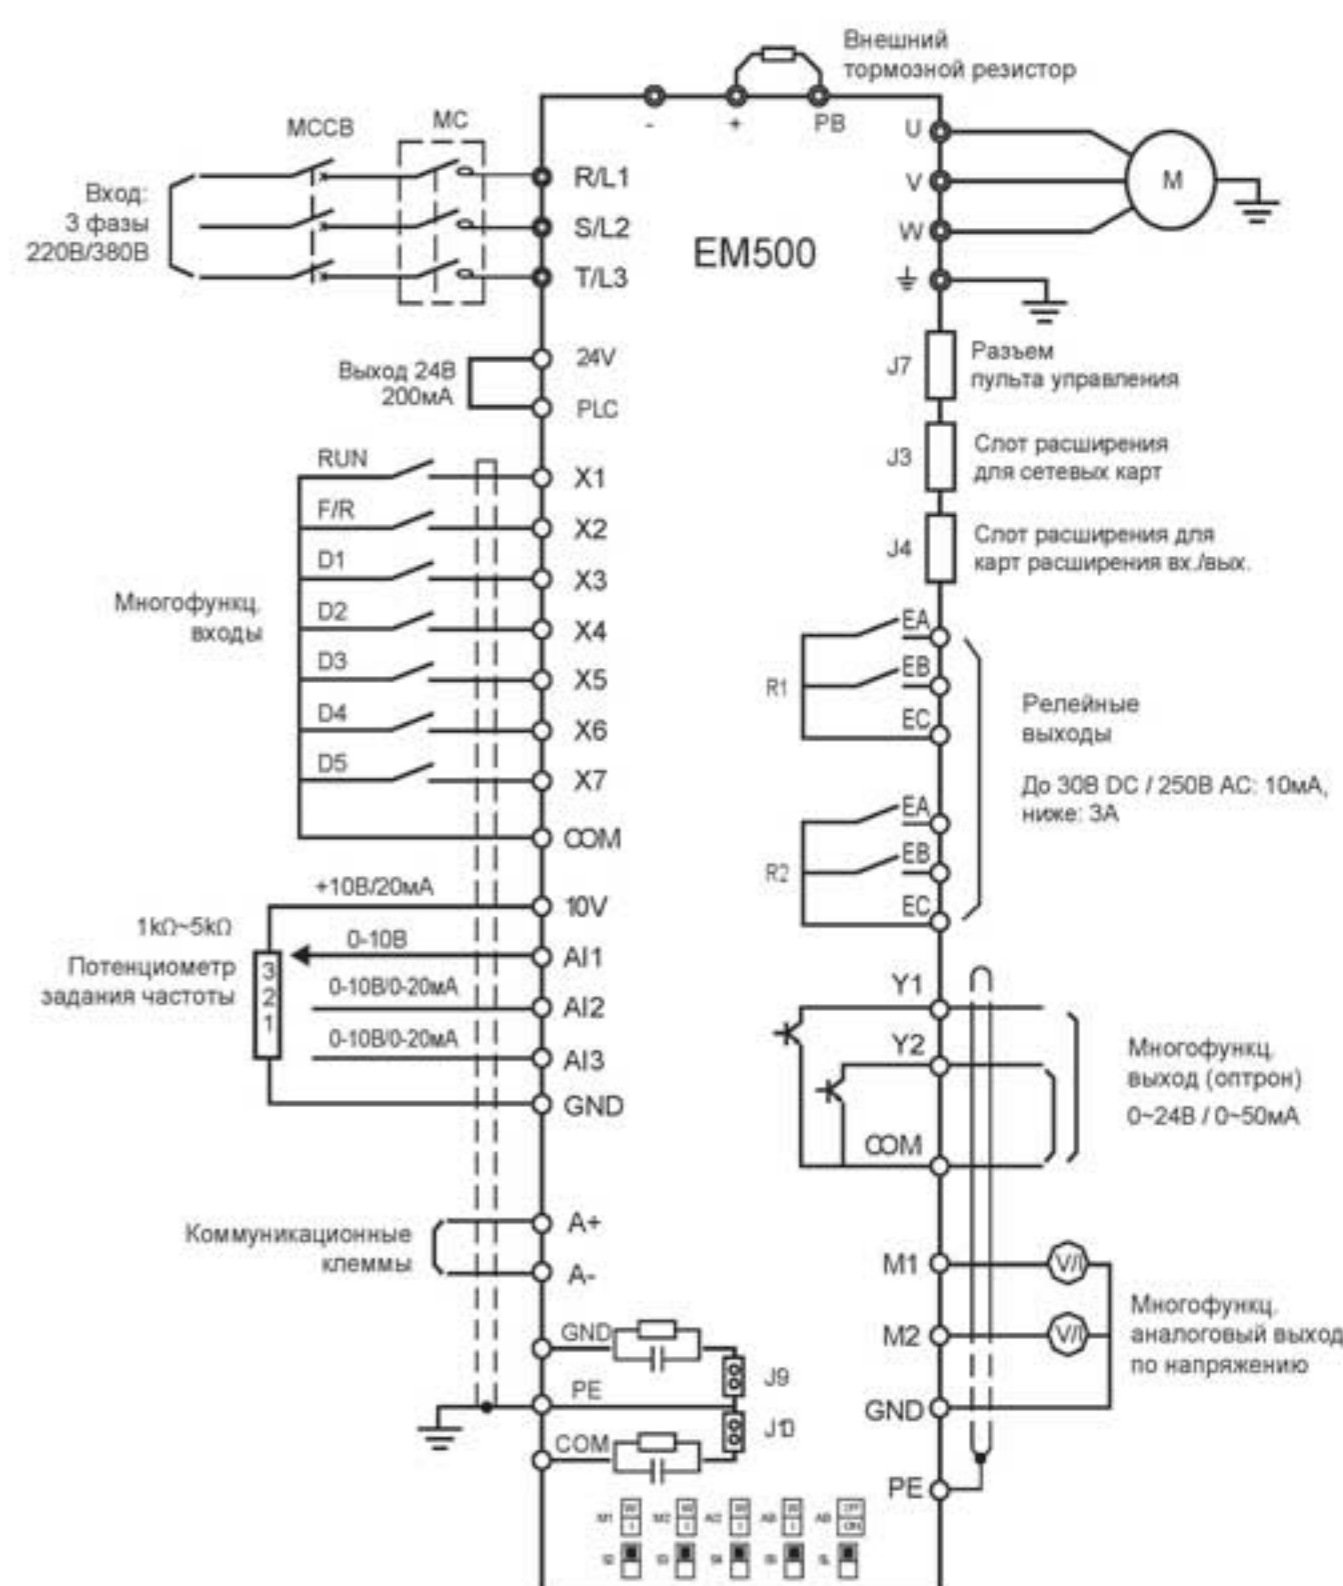 Внешний
тормозной резистор
MCCB
MC
-
+
PB
Вход:
3 фазы
220В/380В
R/L1
S/L2
T/L3
EM500
U
V
W
M
Выход 24В
200мА
24V
PLC
J7
Разъем
пульта управления
J3
Слот расширения
для сетевых карт
J4
Слот расширения для
карт расширения вх./вых.
Многофункц.
входы
RUN
F/R
D1
D2
D3
D4
D5
X1
X2
X3
X4
X5
X6
X7
COM
R1
EA
EB
EC
R2
EA
EB
EC
Релейные
выходы
До 30В DC / 250В AC: 10мА,
ниже: 3А
1kΩ~5kΩ
Потенциометр
задания частоты
3
2
1
+10В/20мА
0-10В
0-10В/0-20мА
0-10В/0-20мА
10V
AI1
AI2
AI3
GND
Y1
Y2
COM
Многофункц.
выход (оптрон)
0~24В / 0~50мА
Коммуникационные
клеммы
A+
A-
M1
M2
GND
PE
V/I
V/I
Многофункц.
аналоговый выход
по напряжению
GND
PE
COM
J9
J10
M1
M2
OFF
ON